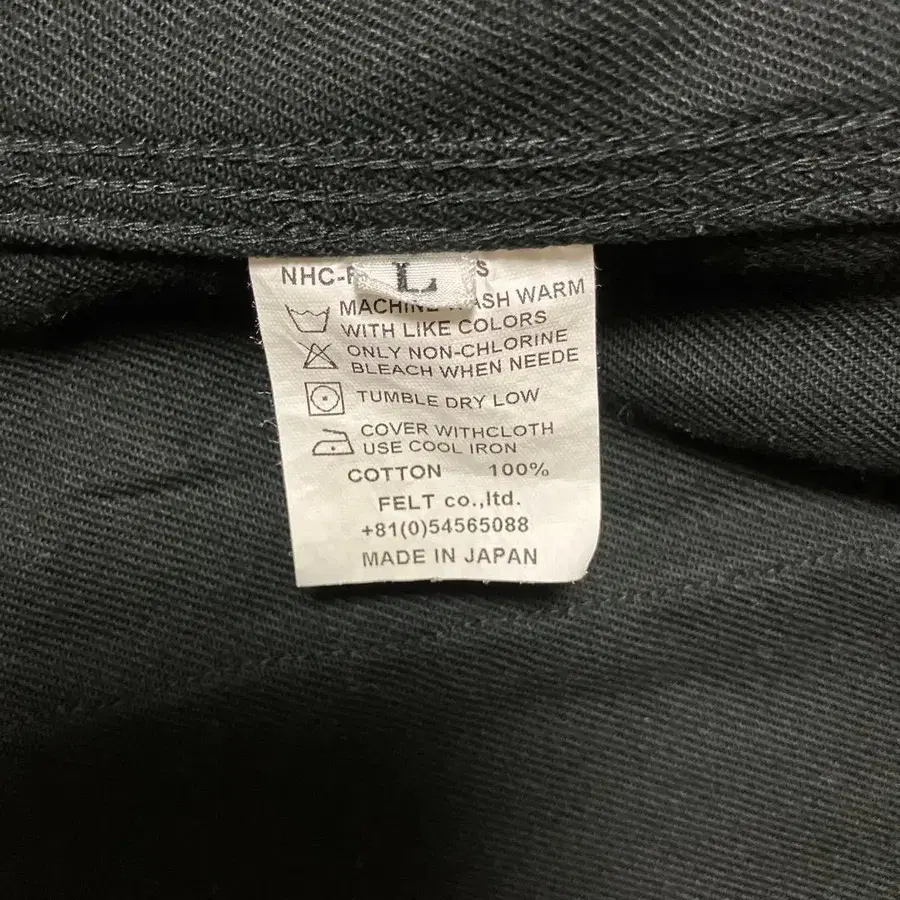 L
NHC-F S
MACHINE WASH WARM
WITH LIKE COLORS
ONLY NON-CHLORINE
BLEACH WHEN NEEDE
TUMBLE DRY LOW
COVER WITHCLOTH
USE COOL IRON
COTTON 100%
FELT co.,ltd.
+81(0)54565088
MADE IN JAPAN